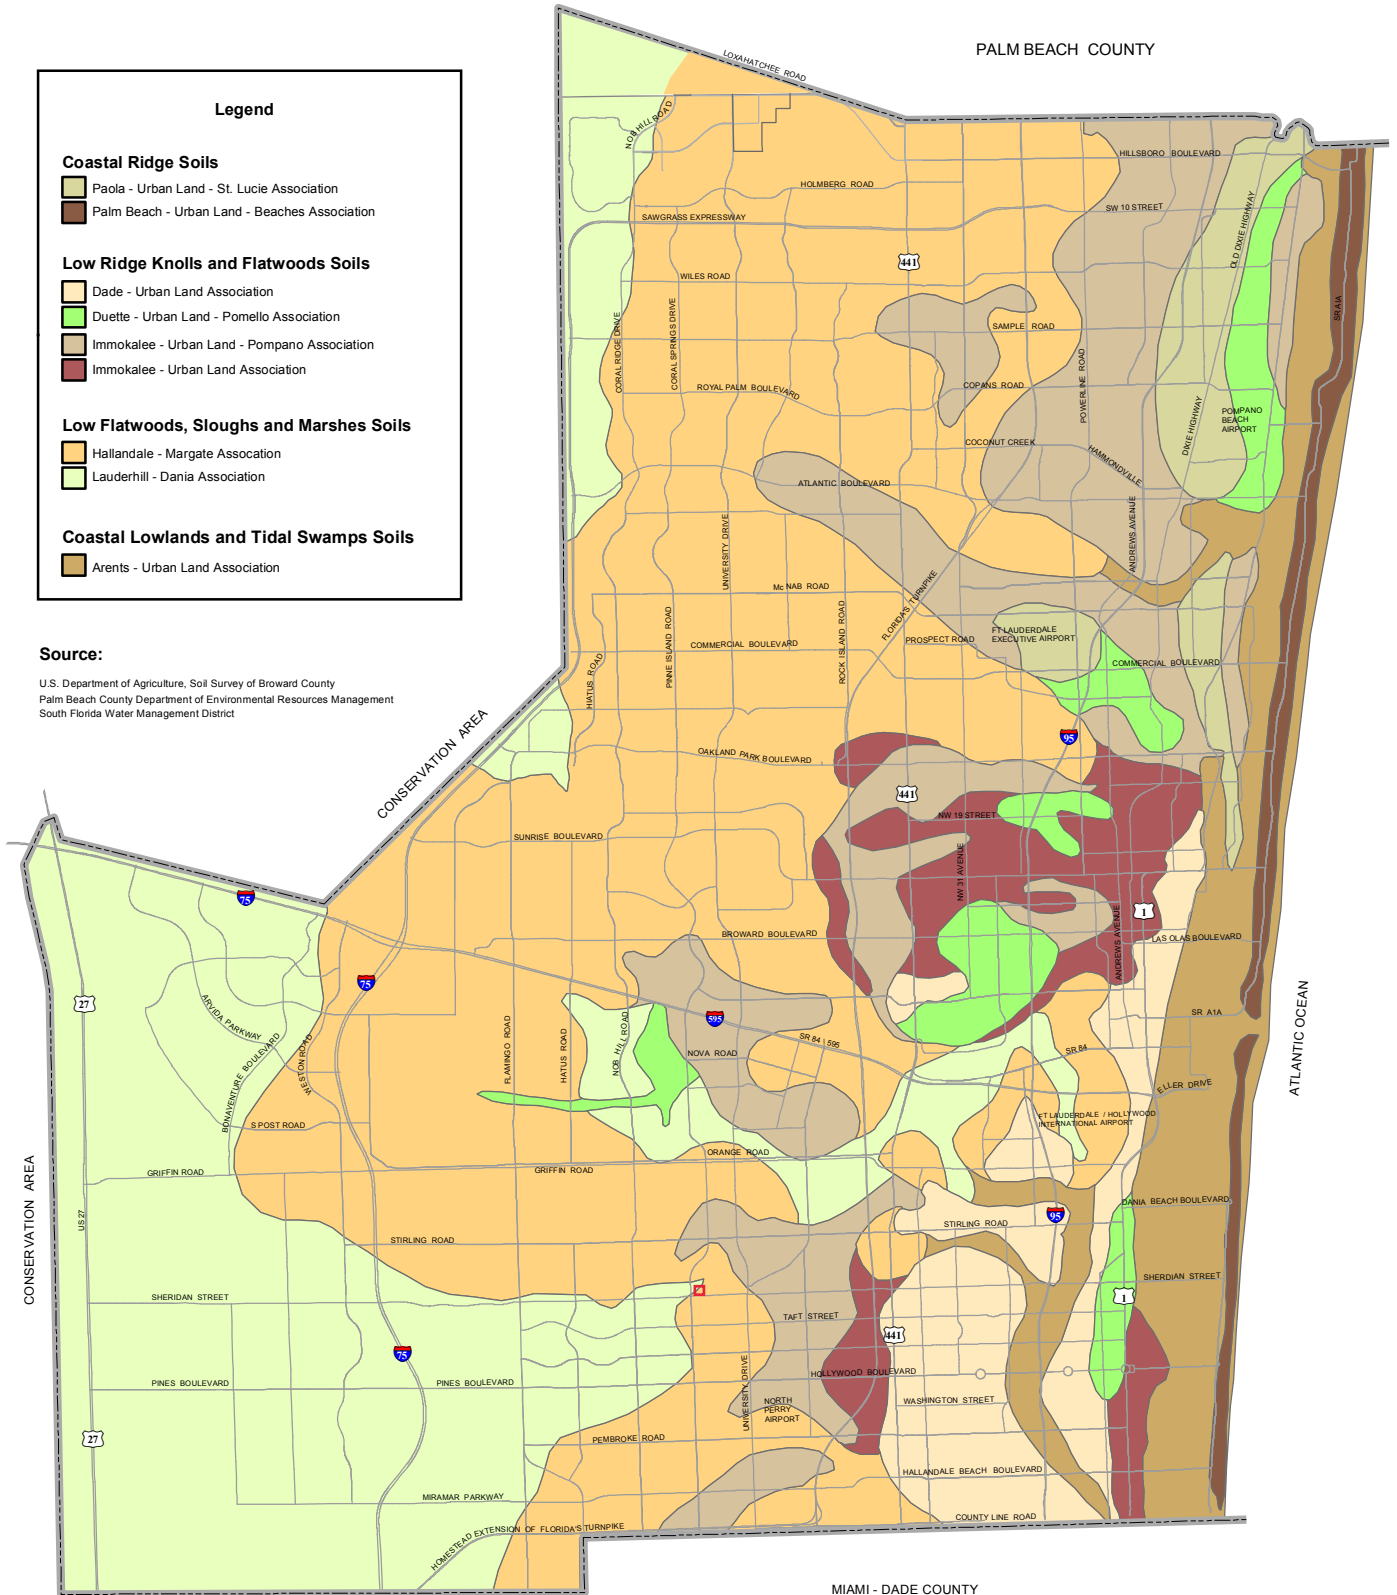 PALM BEACH COUNTY
Legend
Coastal Ridge Soils
Paola - Urban Land - St. Lucie Association
Palm Beach - Urban Land - Beaches Association
Low Ridge Knolls and Flatwoods Soils
Dade - Urban Land Association
Duette - Urban Land - Pomello Association
Immokalee - Urban Land - Pompano Association
Immokalee - Urban Land Association
Low Flatwoods, Sloughs and Marshes Soils
Hallandale - Margate Assocation
Lauderhill - Dania Association
Coastal Lowlands and Tidal Swamps Soils
Arents - Urban Land Association
Source:
U.S. Department of Agriculture, Soil Survey of Broward County
Palm Beach County Department of Environmental Resources Management
South Florida Water Management District
LOXAHATCHEE ROAD
NOB HILL ROAD
HILLSBORO BOULEVARD
HOLMBERG ROAD
SW 10 STREET
SAWGRASS EXPRESSWAY
OLD DIXIE HIGHWAY
441
WILES ROAD
SR A1A
CORAL RIDGE DRIVE
CORAL SPRINGS DRIVE
SAMPLE ROAD
POWERLINE ROAD
ROYAL PALM BOULEVARD
COPANS ROAD
DIXIE HIGHWAY
POMPANO
BEACH
AIRPORT
COCONUT CREEK
HAMMONDVILLE
ATLANTIC BOULEVARD
UNIVERSITY DRIVE
ANDREWS AVENUE
Mc NAB ROAD
FLORIDA'S TURNPIKE
PINNE ISLAND ROAD
ROCK ISLAND ROAD
HIATUS ROAD
COMMERCIAL BOULEVARD
PROSPECT ROAD
FT LAUDERDALE
EXECUTIVE AIRPORT
COMMERCIAL BOULEVARD
CONSERVATION AREA
95
OAKLAND PARK BOULEVARD
441
NW 19 STREET
SUNRISE BOULEVARD
NW 31 AVENUE
75
1
ANDREWS AVENUE
BROWARD BOULEVARD
LAS OLAS BOULEVARD
75
27
ARVIDA PARKWAY
595
SR A1A
ATLANTIC OCEAN
BONAVENTURE BOULEVARD
WESTON ROAD
FLAMINGO ROAD
HATUS ROAD
NOB HILL ROAD
NOVA ROAD
SR 84 \ 595
SR 84
ELLER DRIVE
S POST ROAD
FT LAUDERDALE / HOLLYWOOD
INTERNATIONAL AIRPORT
ORANGE ROAD
GRIFFIN ROAD
GRIFFIN ROAD
CONSERVATION AREA
US 27
DANIA BEACH BOULEVARD
95
STIRLING ROAD
STIRLING ROAD
SHERDIAN STREET
SHERIDAN STREET
1
TAFT STREET
441
75
HOLLYWOOD BOULEVARD
PINES BOULEVARD
PINES BOULEVARD
UNIVERSITY DRIVE
NORTH
PERRY
AIRPORT
WASHINGTON STREET
27
PEMBROKE ROAD
HALLANDALE BEACH BOULEVARD
MIRAMAR PARKWAY
COUNTY LINE ROAD
HOMESTEAD EXTENSION OF FLORIDA'S TURNPIKE
MIAMI - DADE COUNTY